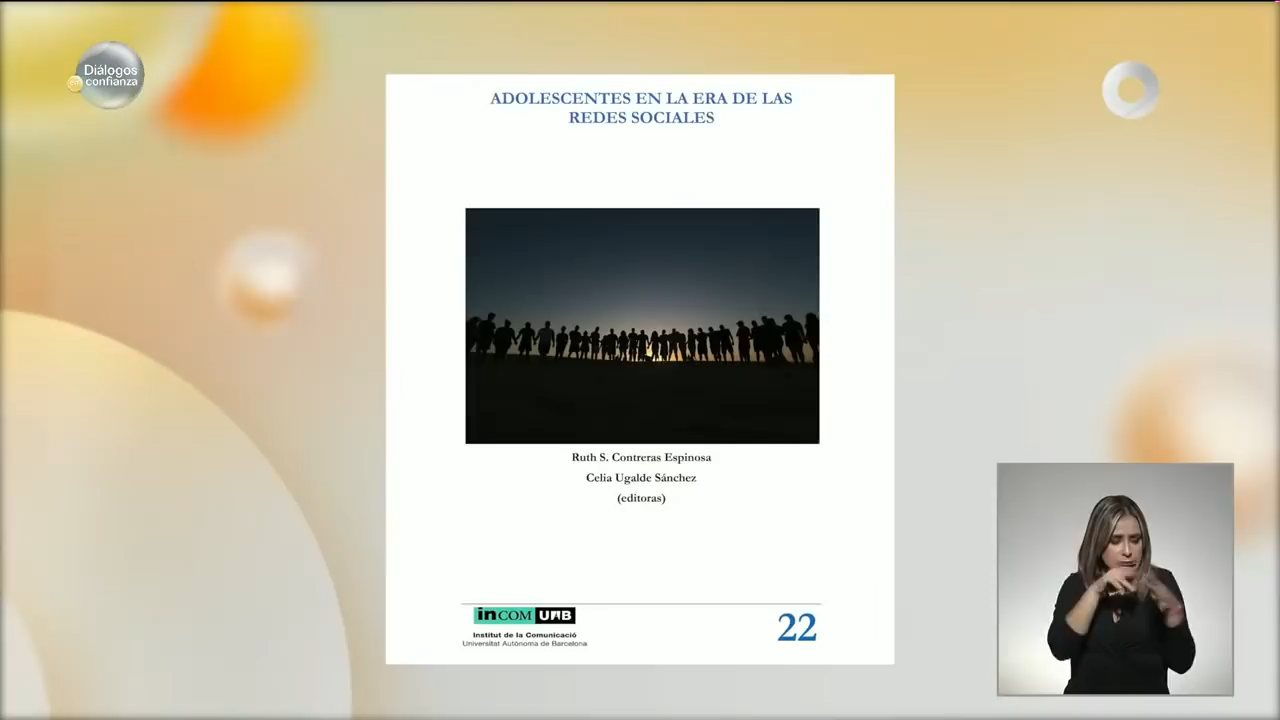 Diálogos
en confianza
ADOLESCENTES EN LA ERA DE LAS
REDES SOCIALES
Ruth S. Contreras Espinosa
Celia Ugalde Sánchez
(editoras)
inCOM UAB
Institut de la Comunicació
Universitat Autònoma de Barcelona
22